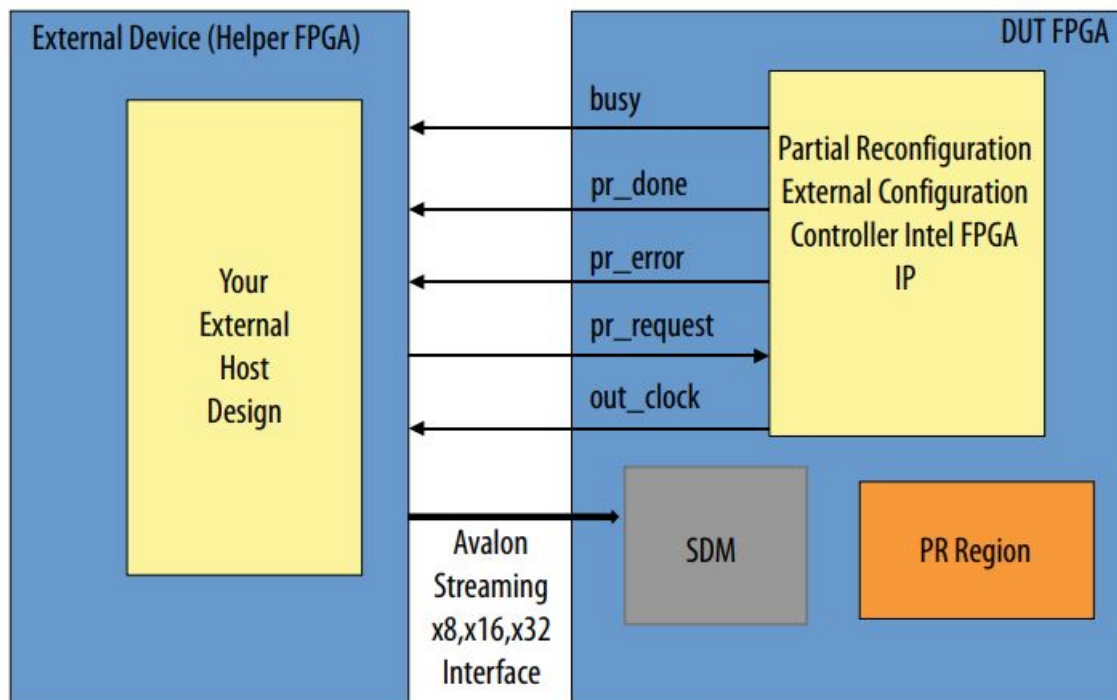 External Device (Helper FPGA)
DUT FPGA
Your
External
Host
Design
busy
pr_done
pr_error
pr_request
out_clock
Partial Reconfiguration
External Configuration
Controller Intel FPGA
IP
Avalon
Streaming
x8,x16,x32
Interface
SDM
PR Region